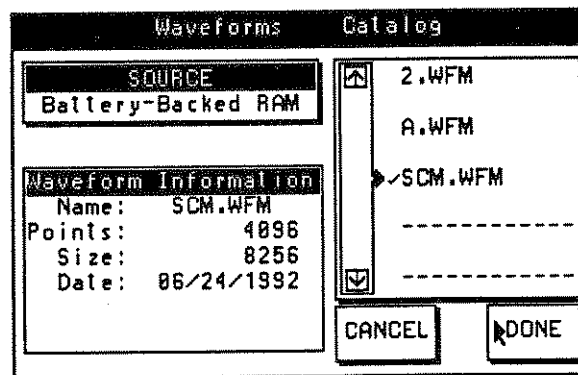 Waveforms Catalog
SOURCE
Battery-Backed RAM
Waveform Information
Name: SCM.WFM
Points: 4096
Size: 8256
Date: 06/24/1992
2.WFM
A.WFM
✓SCM.WFM
CANCEL
DONE